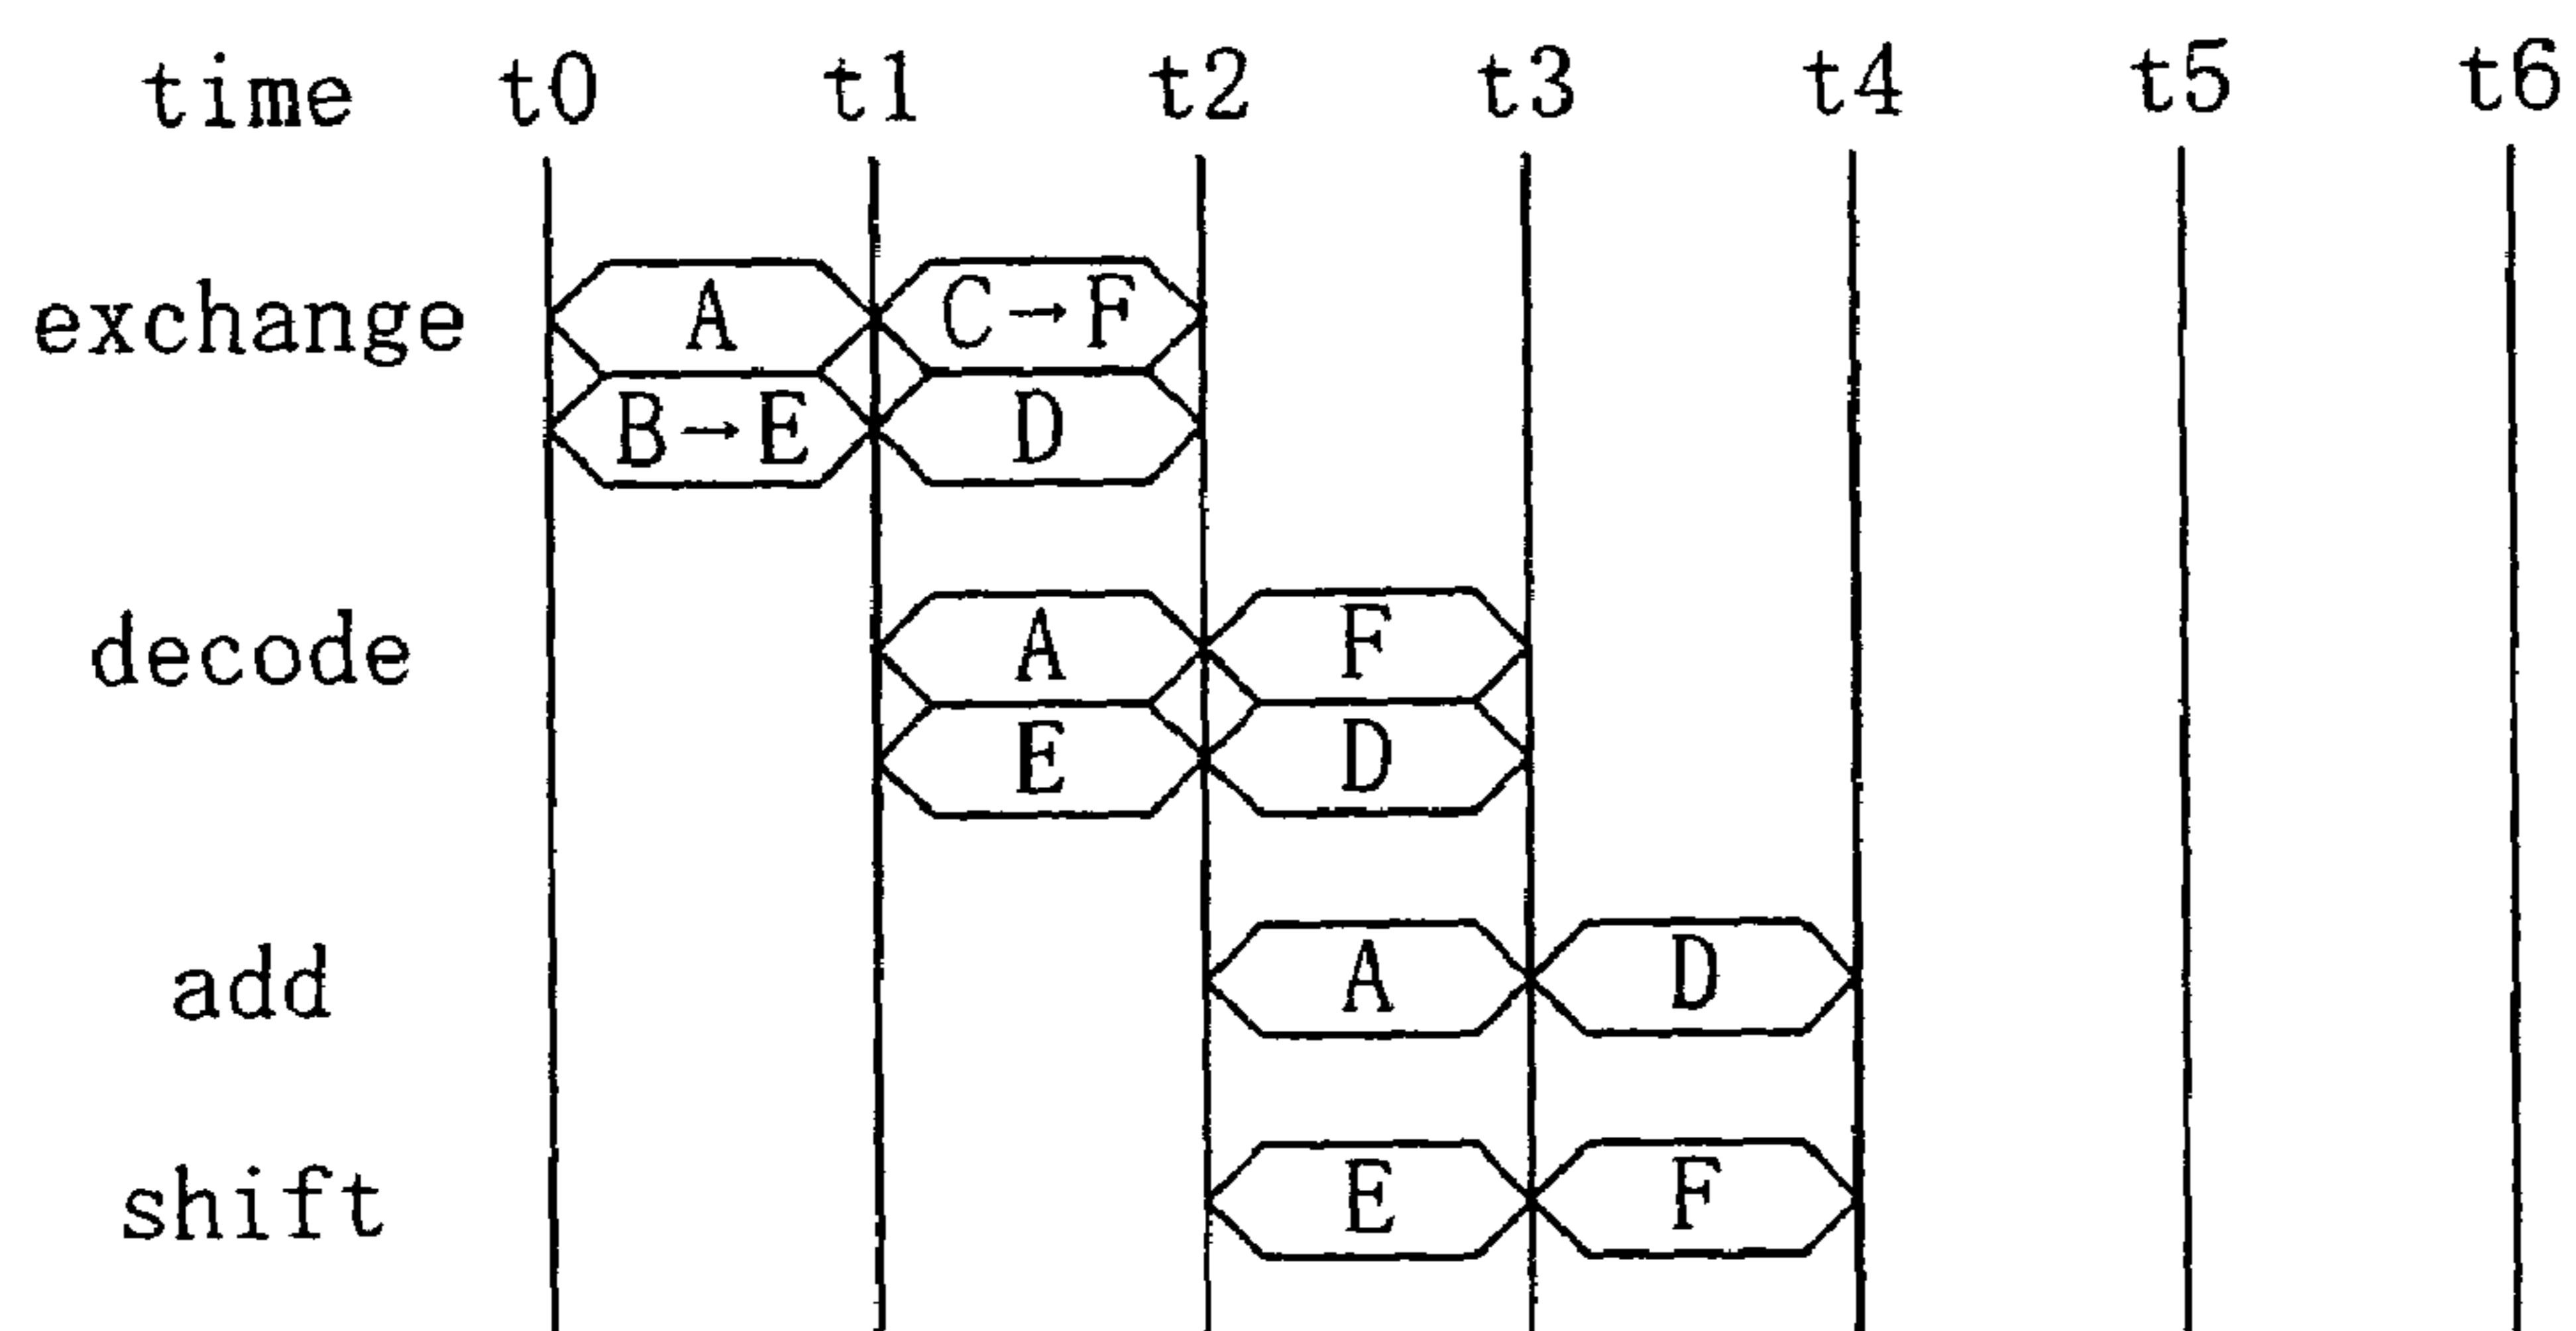 time t0 t1 t2 t3 t4 t5 t6
exchange A C→F
B→E D
decode A F
E D
add A D
shift E F